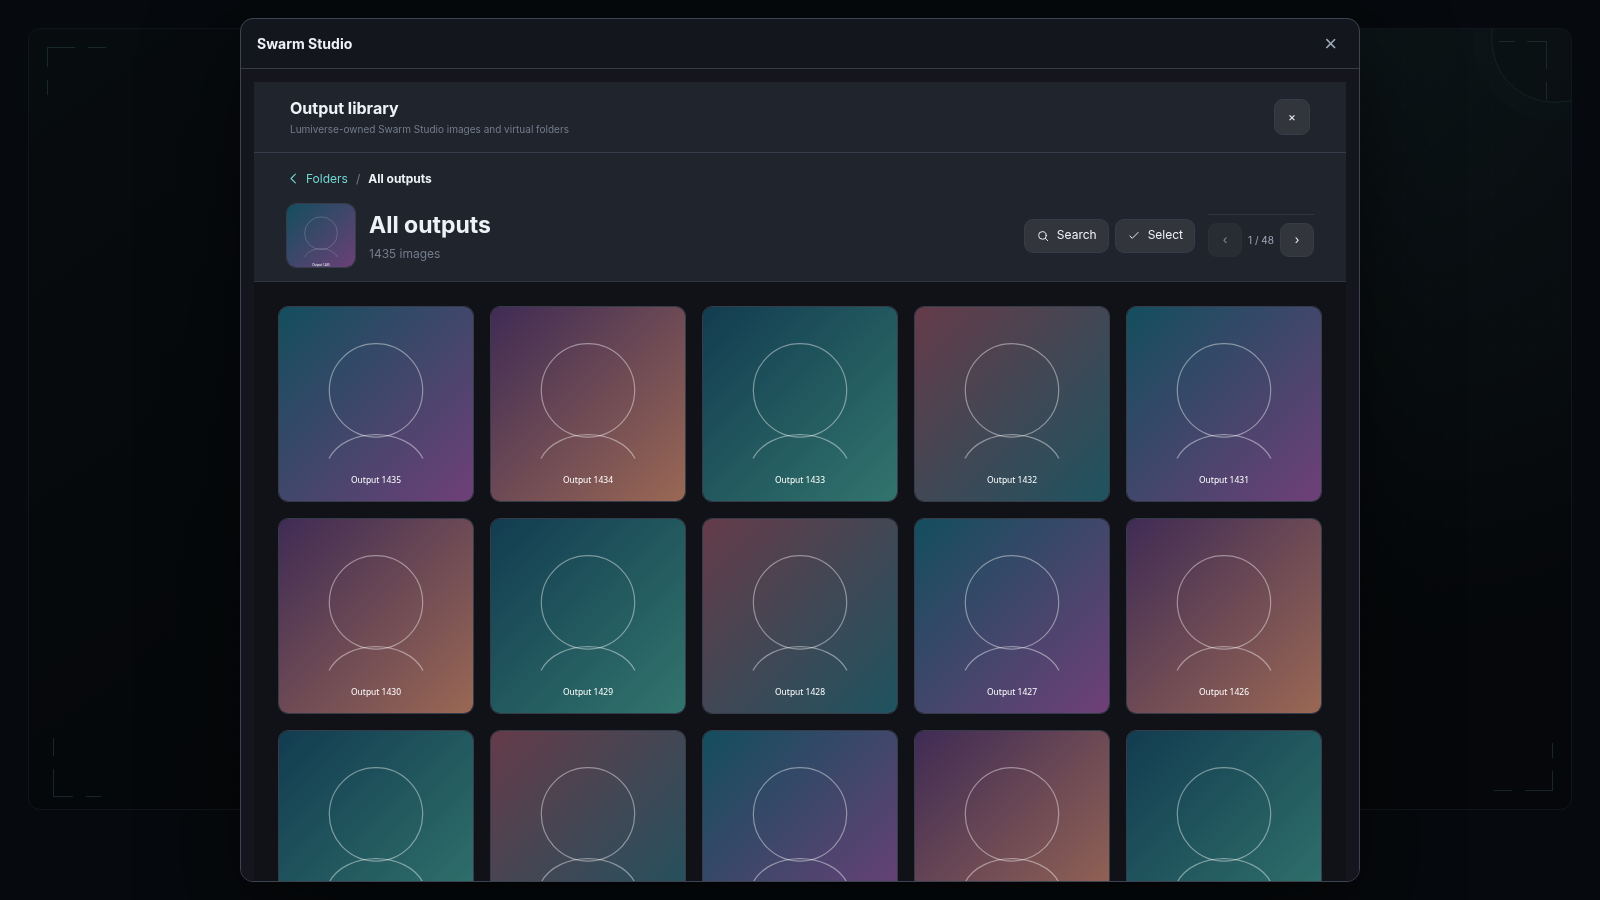 Swarm Studio
Output library
Lumiverse-owned Swarm Studio images and virtual folders
Folders / All outputs
All outputs
1435 images
Search
Select
1 / 48
Output 1435
Output 1434
Output 1433
Output 1432
Output 1431
Output 1430
Output 1429
Output 1428
Output 1427
Output 1426